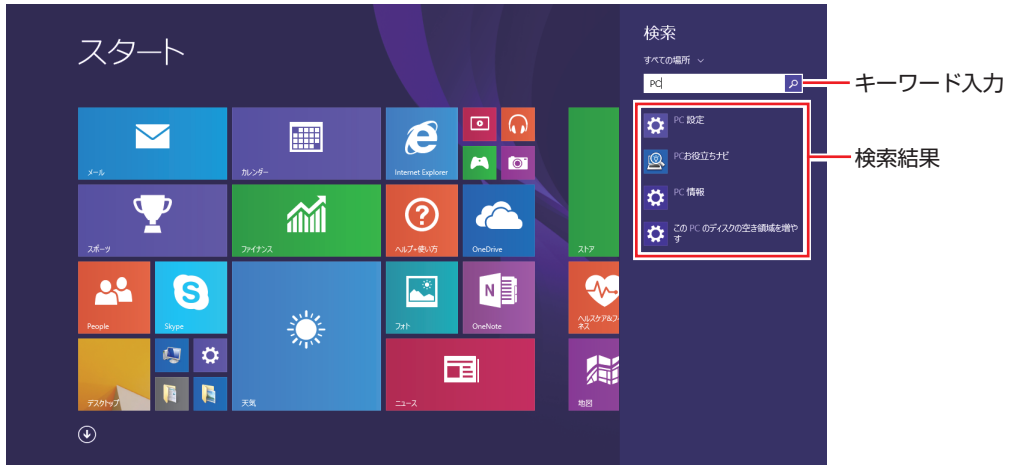 スタート
メール
カレンダー
Internet Explorer
スポーツ
ファイナンス
ヘルプ+使い方
OneDrive
ストア
People
Skype
フォト
OneNote
ヘルスケア&フィッ
ネス
デスクトップ
天気
ニュース
地図
検索
すべての場所
PC
PC 設定
PCお役立ちナビ
PC 情報
この PC のディスクの空き領域を増や
す
キーワード入力
検索結果